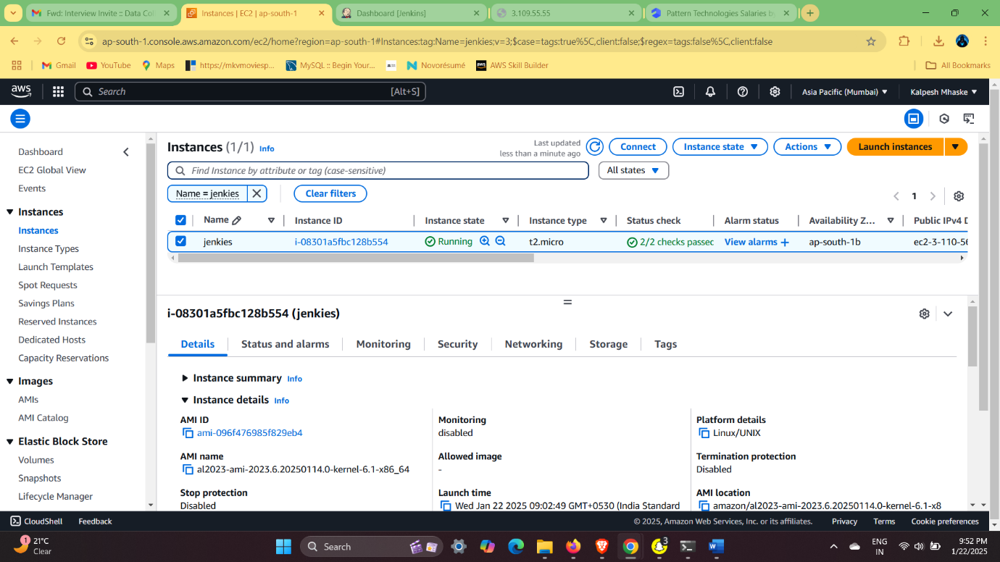 Fwd: Interview Invite :: Data Col
Instances | EC2 | ap-south-1
Dashboard [Jenkins]
3.109.55.55
Pattern Technologies Salaries by
ap-south-1.console.aws.amazon.com/ec2/home?region=ap-south-1#Instances:tag:Name=jenkies;v=3;$case=tags:true%5C,client:false;$regex=tags:false%5C,client:false
Gmail
YouTube
Maps
https://mkvmoviesp...
MySQL :: Begin Your...
Novorésumé
AWS Skill Builder
All Bookmarks
aws
Search
[Alt+S]
Asia Pacific (Mumbai)
Kalpesh Mhaske
Dashboard
EC2 Global View
Events
Instances
Instances
Instance Types
Launch Templates
Spot Requests
Savings Plans
Reserved Instances
Dedicated Hosts
Capacity Reservations
Images
AMIs
AMI Catalog
Elastic Block Store
Volumes
Snapshots
Lifecycle Manager
Instances (1/1) Info
Last updated
less than a minute ago
Connect
Instance state
Actions
Launch instances
Find Instance by attribute or tag (case-sensitive)
All states
Name = jenkies
Clear filters
1
Name
Instance ID
Instance state
Instance type
Status check
Alarm status
Availability Z...
Public IPv4 D
jenkies
i-08301a5fbc128b554
Running
t2.micro
2/2 checks passec
View alarms
ap-south-1b
ec2-3-110-56
i-08301a5fbc128b554 (jenkies)
Details
Status and alarms
Monitoring
Security
Networking
Storage
Tags
Instance summary Info
Instance details Info
AMI ID
ami-096f476985f829eb4
Monitoring
disabled
Platform details
Linux/UNIX
AMI name
al2023-ami-2023.6.20250114.0-kernel-6.1-x86_64
Allowed image
-
Termination protection
Disabled
Stop protection
Disabled
Launch time
Wed Jan 22 2025 09:02:49 GMT+0530 (India Standard
AMI location
amazon/al2023-ami-2023.6.20250114.0-kernel-6.1-x8
CloudShell
Feedback
© 2025, Amazon Web Services, Inc. or its affiliates.
Privacy
Terms
Cookie preferences
1
21°C
Clear
Search
3
ENG
IN
9:52 PM
1/22/2025